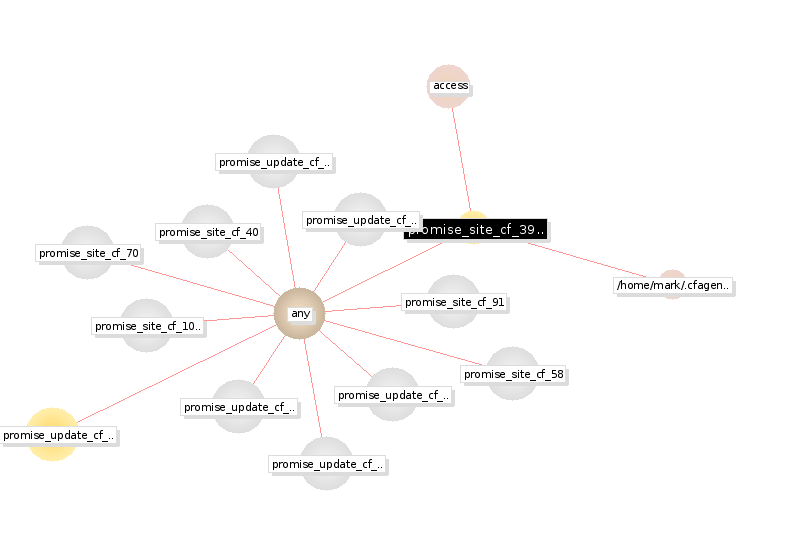 access
promise_update_cf_..
promise_update_cf_..
promise_site_cf_40
promise_site_cf_39..
promise_site_cf_70
/home/mark/.cfagen..
promise_site_cf_91
any
promise_site_cf_10..
promise_site_cf_58
promise_update_cf_..
promise_update_cf_..
promise_update_cf_..
promise_update_cf_..